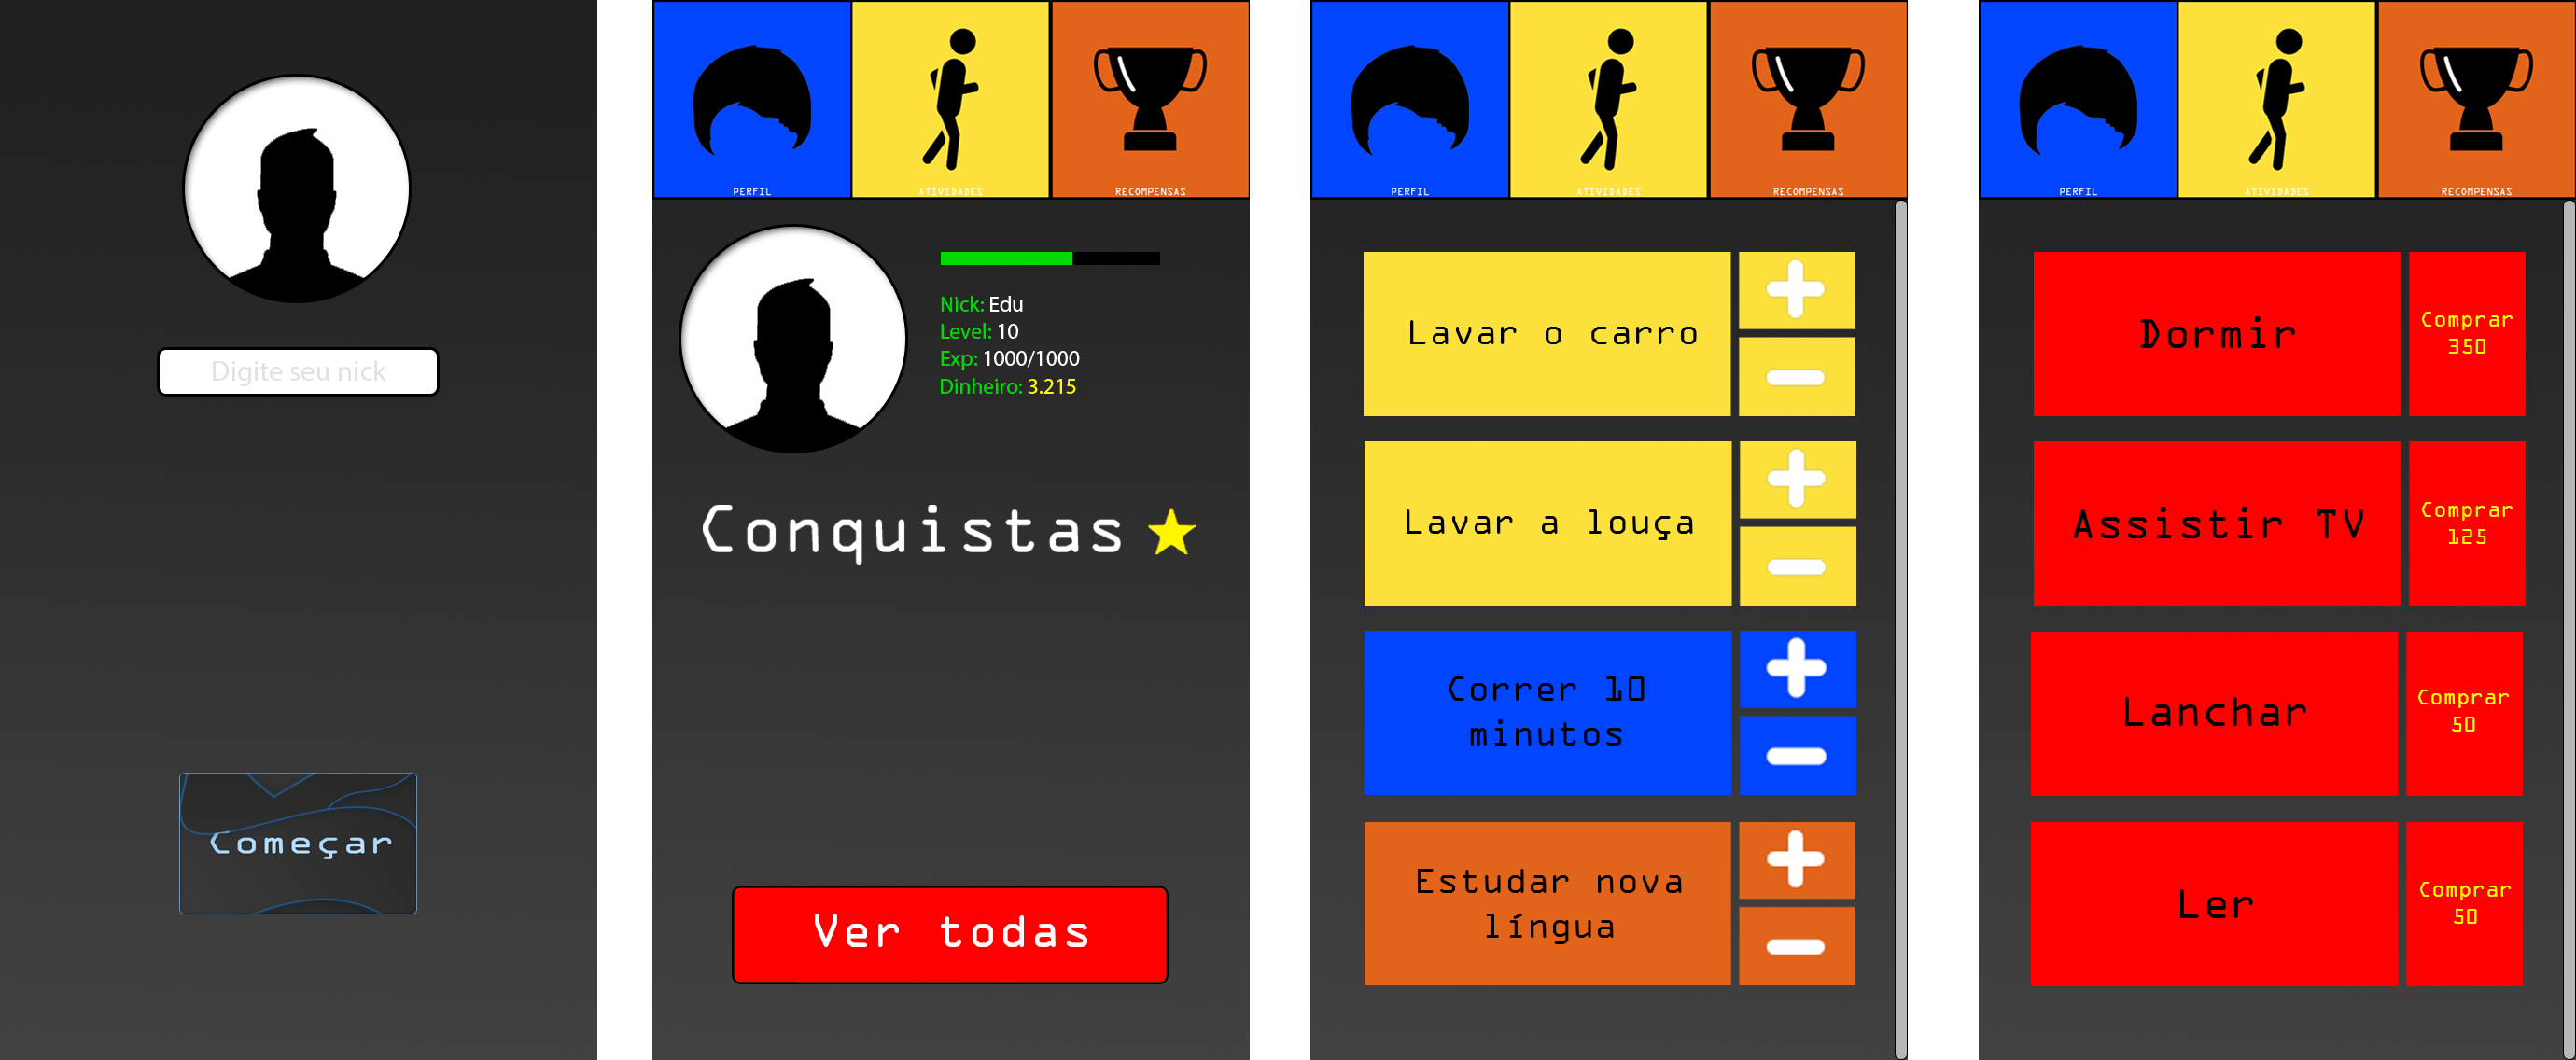 Digite seu nick
Começar
PERFIL
ATIVIDADES
RECOMPENSAS
Nick: Edu
Level: 10
Exp: 1000/1000
Dinheiro: 3.215
Conquistas
Ver todas
PERFIL
ATIVIDADES
RECOMPENSAS
Lavar o carro
Lavar a louça
Correr 10
minutos
Estudar nova
língua
PERFIL
ATIVIDADES
RECOMPENSAS
Dormir
Comprar
350
Assistir TV
Comprar
125
Lanchar
Comprar
50
Ler
Comprar
50